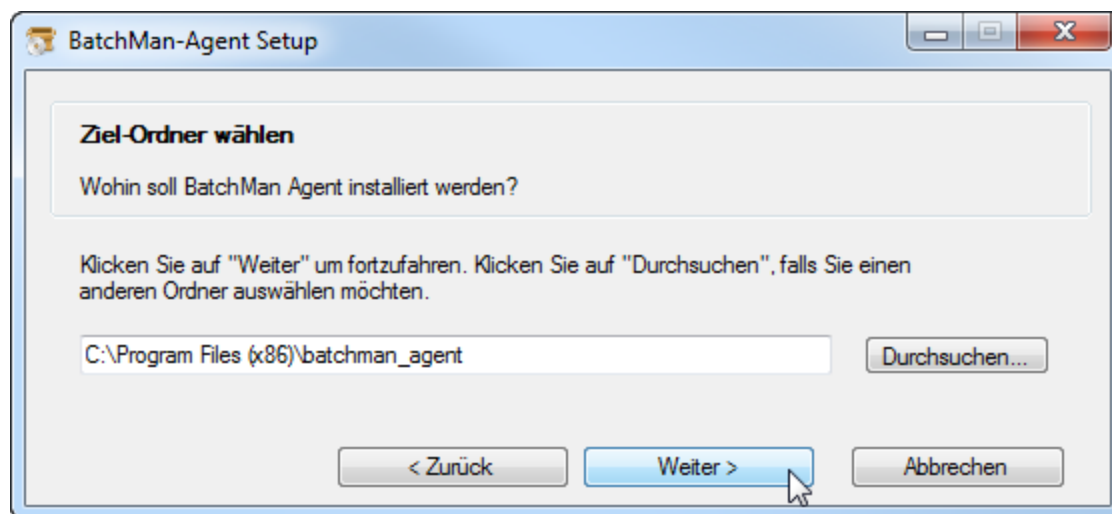 BatchMan-Agent Setup
Ziel-Ordner wählen
Wohin soll BatchMan Agent installiert werden?
Klicken Sie auf "Weiter" um fortzufahren. Klicken Sie auf "Durchsuchen", falls Sie einen
anderen Ordner auswählen möchten.
C:\Program Files (x86)\batchman_agent
Durchsuchen...
< Zurück
Weiter >
Abbrechen